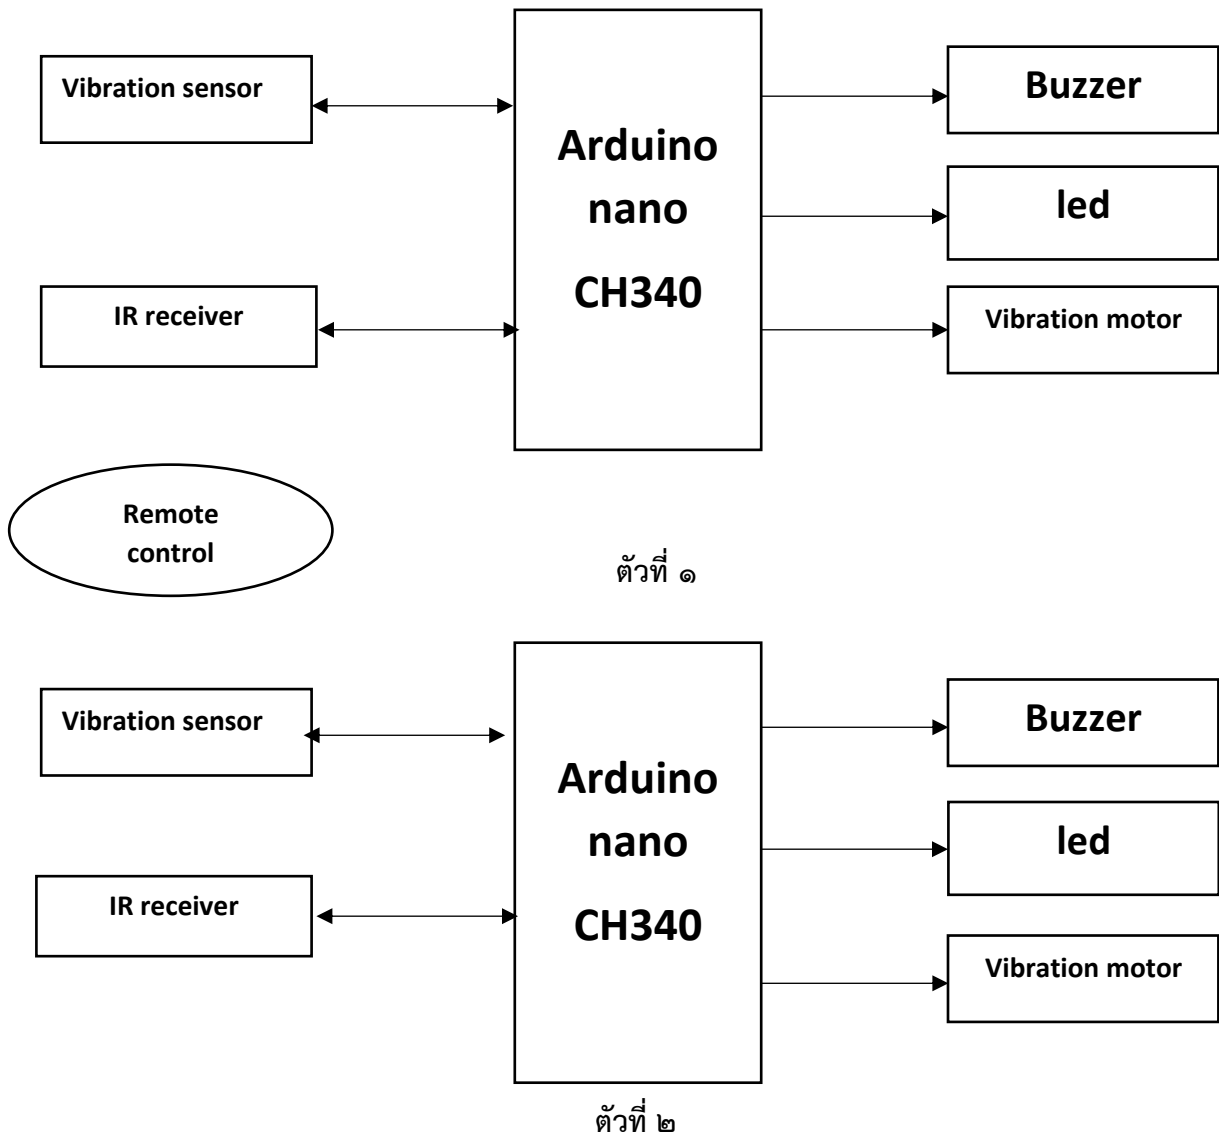 Vibration sensor
Buzzer
Arduino
nano
CH340
led
IR receiver
Vibration motor
Remote
control
ตัวที่ ๑
Vibration sensor
Buzzer
Arduino
nano
CH340
led
IR receiver
Vibration motor
ตัวที่ ๒